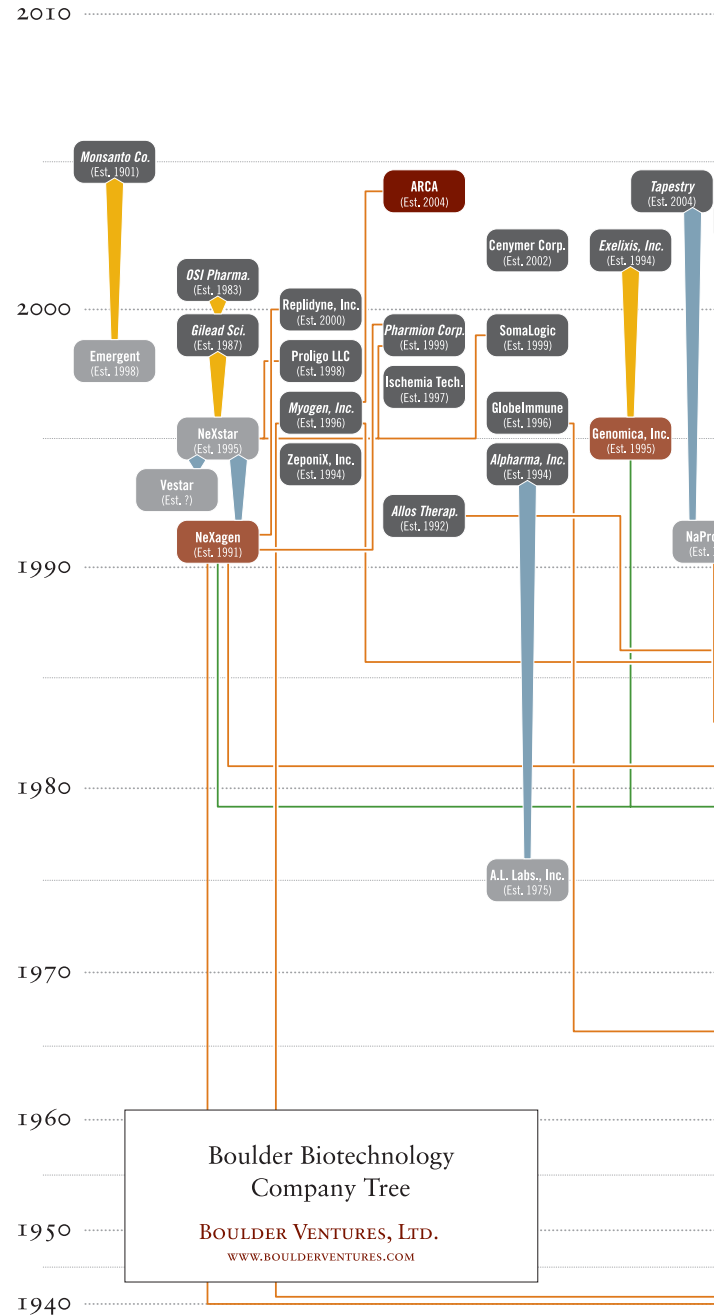 2010
Monsanto Co.
(Est. 1901)
ARCA
(Est. 2004)
Tapestry
(Est. 2004)
Cenymer Corp.
(Est. 2002)
Exelixis, Inc.
(Est. 1994)
OSI Pharma.
(Est. 1983)
2000
Replidyne, Inc.
(Est. 2000)
Gilead Sci.
(Est. 1987)
Pharmion Corp.
(Est. 1999)
SomaLogic
(Est. 1999)
Emergent
(Est. 1998)
Proligo LLC
(Est. 1998)
Ischemia Tech.
(Est. 1997)
Myogen, Inc.
(Est. 1996)
GlobeImmune
(Est. 1996)
NeXstar
(Est. 1995)
Genomica, Inc.
(Est. 1995)
ZeponiX, Inc.
(Est. 1994)
Alpharma, Inc.
(Est. 1994)
Vestar
(Est. ?)
Allos Therap.
(Est. 1992)
NeXagen
(Est. 1991)
NaPro
(Est.
1990
1980
A.L. Labs., Inc.
(Est. 1975)
1970
1960
Boulder Biotechnology
Company Tree
Boulder Ventures, Ltd.
www.boulderventures.com
1950
1940